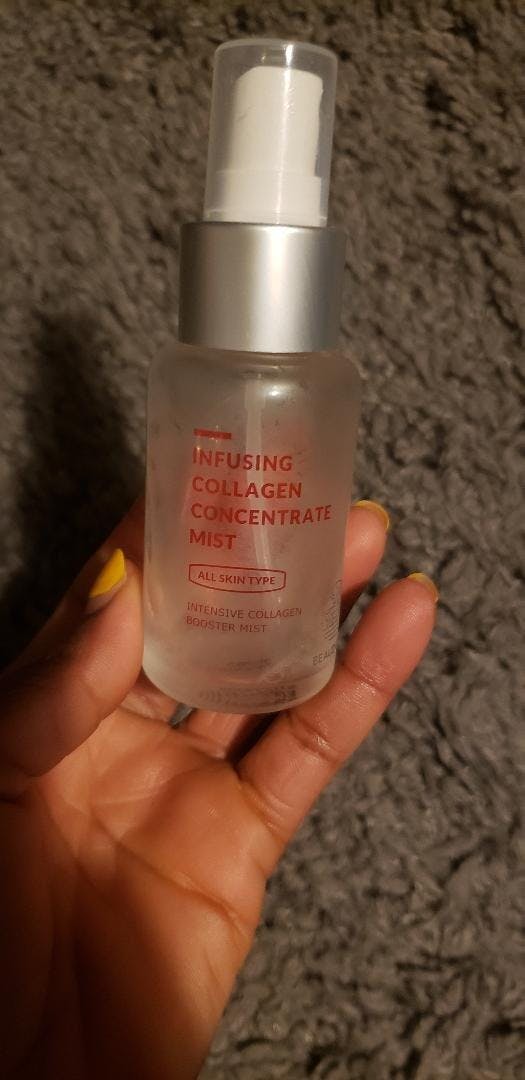 INFUSING
COLLAGEN
CONCENTRATE
MIST
ALL SKIN TYPE
INTENSIVE COLLAGEN
BOOSTER MIST